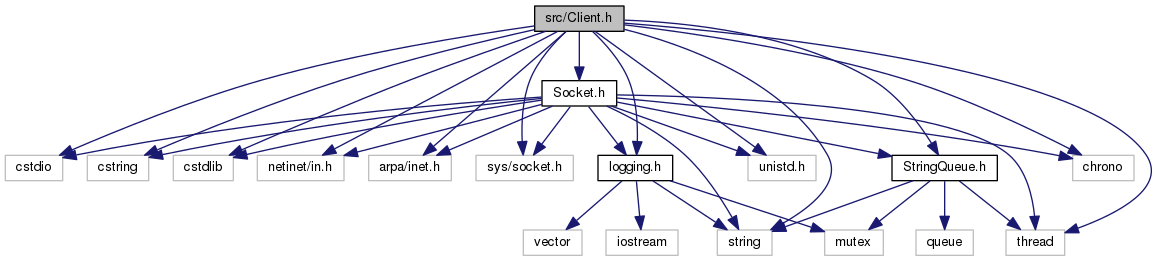 src/Client.h
Socket.h
cstdio
cstring
cstdlib
netinet/in.h
arpa/inet.h
sys/socket.h
logging.h
unistd.h
StringQueue.h
chrono
vector
iostream
string
mutex
queue
thread